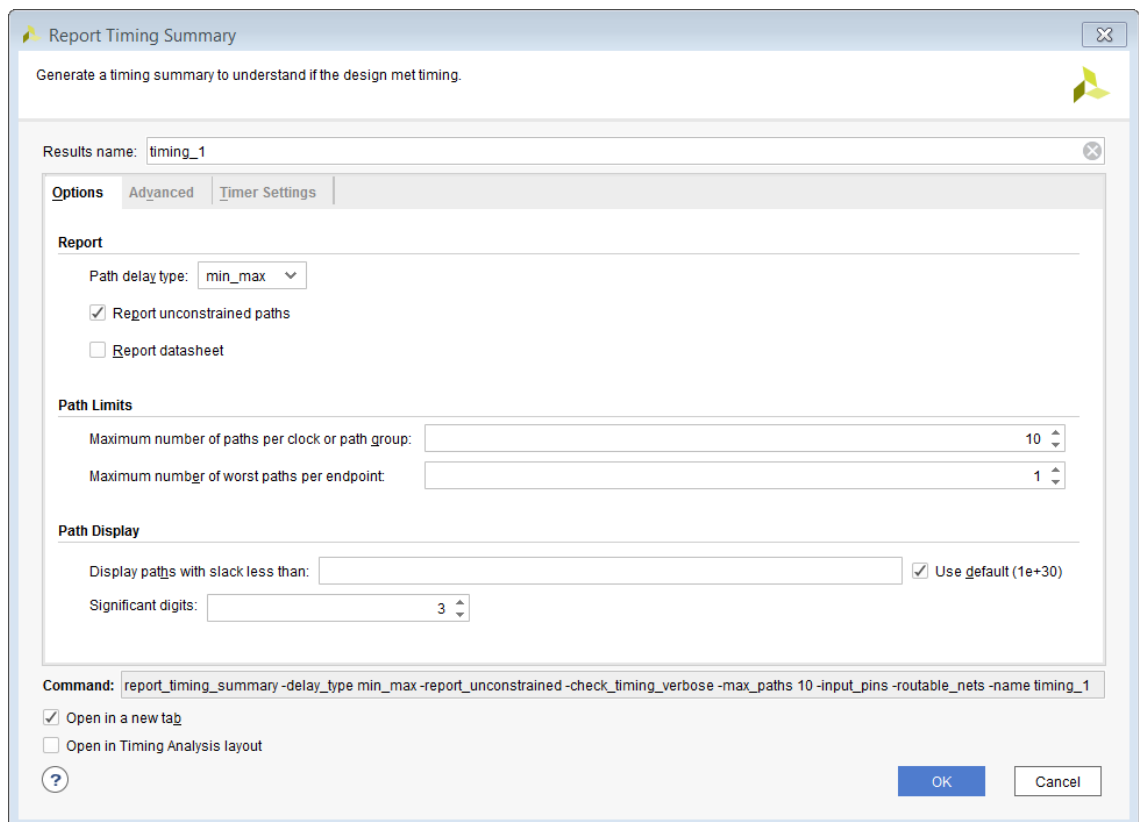 Report Timing Summary
Generate a timing summary to understand if the design met timing.
Results name: timing_1
Options Advanced Timer Settings
Report
Path delay type: min_max
Report unconstrained paths
Report datasheet
Path Limits
Maximum number of paths per clock or path group: 10
Maximum number of worst paths per endpoint: 1
Path Display
Display paths with slack less than: Use default (1e+30)
Significant digits: 3
Command: report_timing_summary -delay_type min_max -report_unconstrained -check_timing_verbose -max_paths 10 -input_pins -routable_nets -name timing_1
Open in a new tab
Open in Timing Analysis layout
? OK Cancel